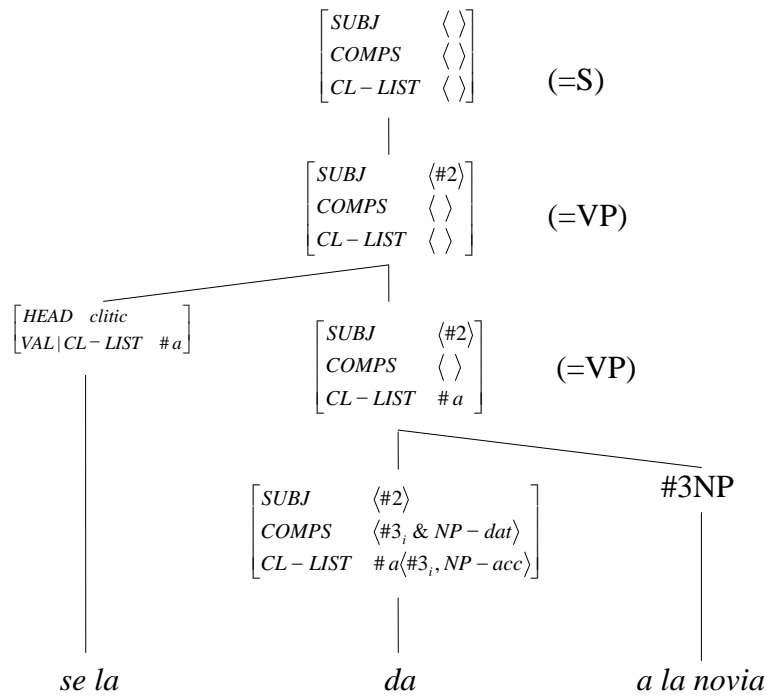 SUBJ ⟨ ⟩
COMPS ⟨ ⟩
CL − LIST ⟨ ⟩
(=S)
SUBJ ⟨#2⟩
COMPS ⟨ ⟩
CL − LIST ⟨ ⟩
(=VP)
HEAD clitic
VAL | CL − LIST # a
SUBJ ⟨#2⟩
COMPS ⟨ ⟩
CL − LIST # a
(=VP)
SUBJ ⟨#2⟩
COMPS ⟨#3ᵢ & NP − dat⟩
CL − LIST # a⟨#3ᵢ, NP − acc⟩
#3NP
se la da a la novia